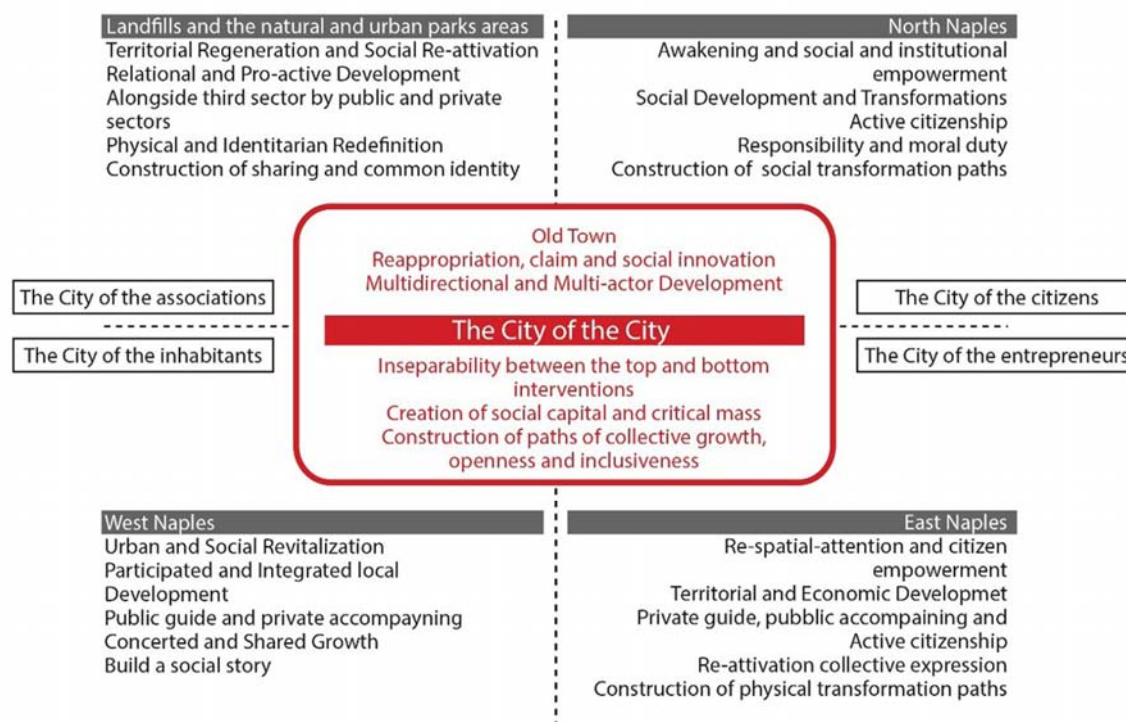 Landfills and the natural and urban parks areas
Territorial Regeneration and Social Re-attivation
Relational and Pro-active Development
Alongside third sector by public and private
sectors
Physical and Identitarian Redefinition
Construction of sharing and common identity
North Naples
Awakening and social and institutional
empowerment
Social Development and Transformations
Active citizenship
Responsibility and moral duty
Construction of social transformation paths
The City of the associations
The City of the inhabitants
Old Town
Reappropriation, claim and social innovation
Multidirectional and Multi-actor Development
The City of the City
Inseparability between the top and bottom
interventions
Creation of social capital and critical mass
Construction of paths of collective growth,
openness and inclusiveness
The City of the citizens
The City of the entrepreneurs
West Naples
Urban and Social Revitalization
Participated and Integrated local
Development
Public guide and private accompayning
Concerted and Shared Growth
Build a social story
East Naples
Re-spatial-attention and citizen
empowerment
Territorial and Economic Developmet
Private guide, pubblic accompaining and
Active citizenship
Re-attivation collective expression
Construction of physical transformation paths